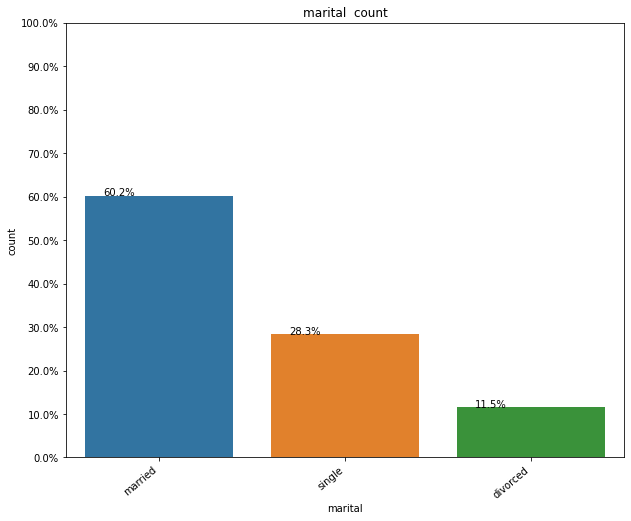 marital  count
100.0%
90.0%
80.0%
70.0%
60.0%
50.0%
40.0%
30.0%
20.0%
10.0%
0.0%
count
60.2%
28.3%
11.5%
married
single
divorced
marital